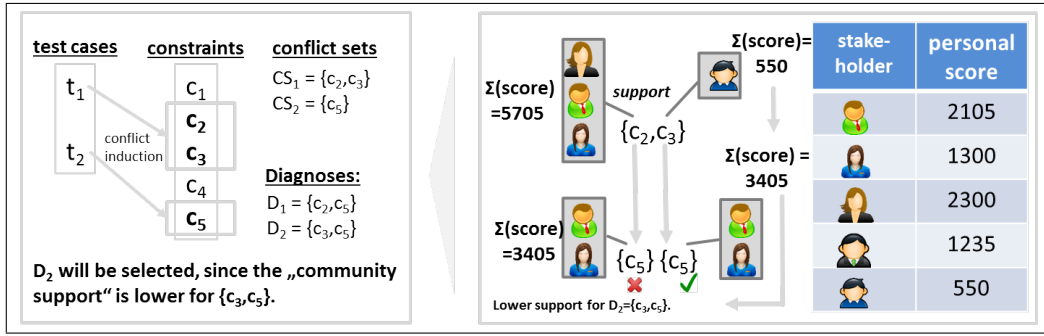 test cases constraints conflict sets
t1 c1 CS1 = {c2,c3}
c2 CS2 = {c5}
conflict
induction
t2 c3
c4 Diagnoses:
c5 D1 = {c2,c5}
D2 = {c3,c5}
D2 will be selected, since the „community
support“ is lower for {c3,c5}.
Σ(score)
=5705
support
Σ(score)=
550
{c2,c3}
Σ(score) =
3405
Σ(score)
=3405
{c5} {c5}
Lower support for D2={c3,c5}.
stake-
holder
personal
score
2105
1300
2300
1235
550